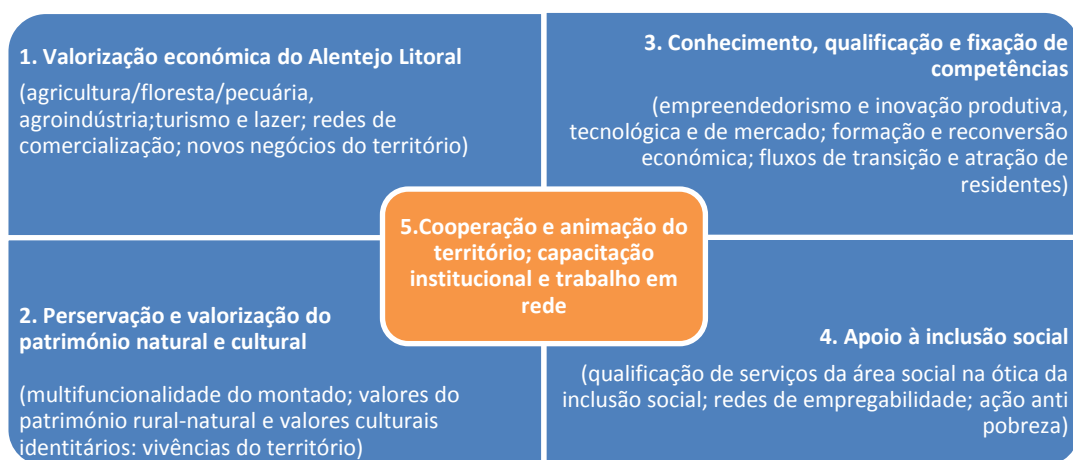 1. Valorização económica do Alentejo Litoral
(agricultura/floresta/pecuária,
agroindústria;turismo e lazer; redes de
comercialização; novos negócios do território)
3. Conhecimento, qualificação e fixação de
competências
(empreendedorismo e inovação produtiva,
tecnológica e de mercado; formação e reconversão
económica; fluxos de transição e atração de
residentes)
5.Cooperação e animação do
território; capacitação
institucional e trabalho em
rede
2. Perservação e valorização do
património natural e cultural
(multifuncionalidade do montado; valores do
património rural-natural e valores culturais
identitários: vivências do território)
4. Apoio à inclusão social
(qualificação de serviços da área social na ótica da
inclusão social; redes de empregabilidade; ação anti
pobreza)